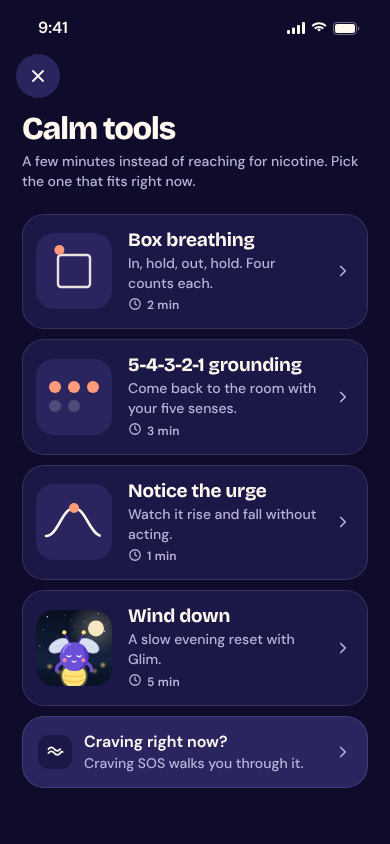 9:41
Calm tools
A few minutes instead of reaching for nicotine. Pick
the one that fits right now.
Box breathing
In, hold, out, hold. Four
counts each.
2 min
5-4-3-2-1 grounding
Come back to the room with
your five senses.
3 min
Notice the urge
Watch it rise and fall without
acting.
1 min
Wind down
A slow evening reset with
Glim.
5 min
Craving right now?
Craving SOS walks you through it.